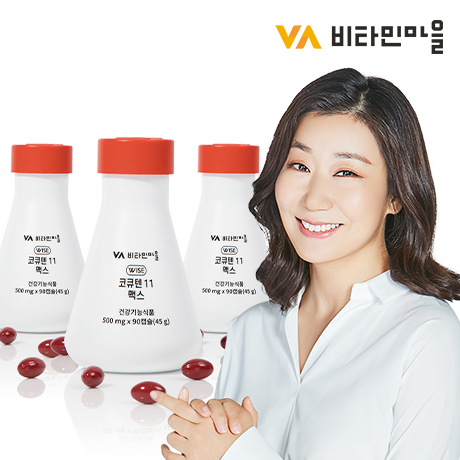 VA 비타민마을
VA 비타민마을
WISE
코큐텐 11
맥스
건강기능식품
500 mg x 90캡슐(45 g)
VA 비타민마을
WISE
코큐텐 11
맥스
건강기능식품
500 mg x 90캡슐(45 g)
VA 비타민마을
WISE
코큐텐 11
맥스
건강기능식품
500 mg x 90캡슐(45 g)